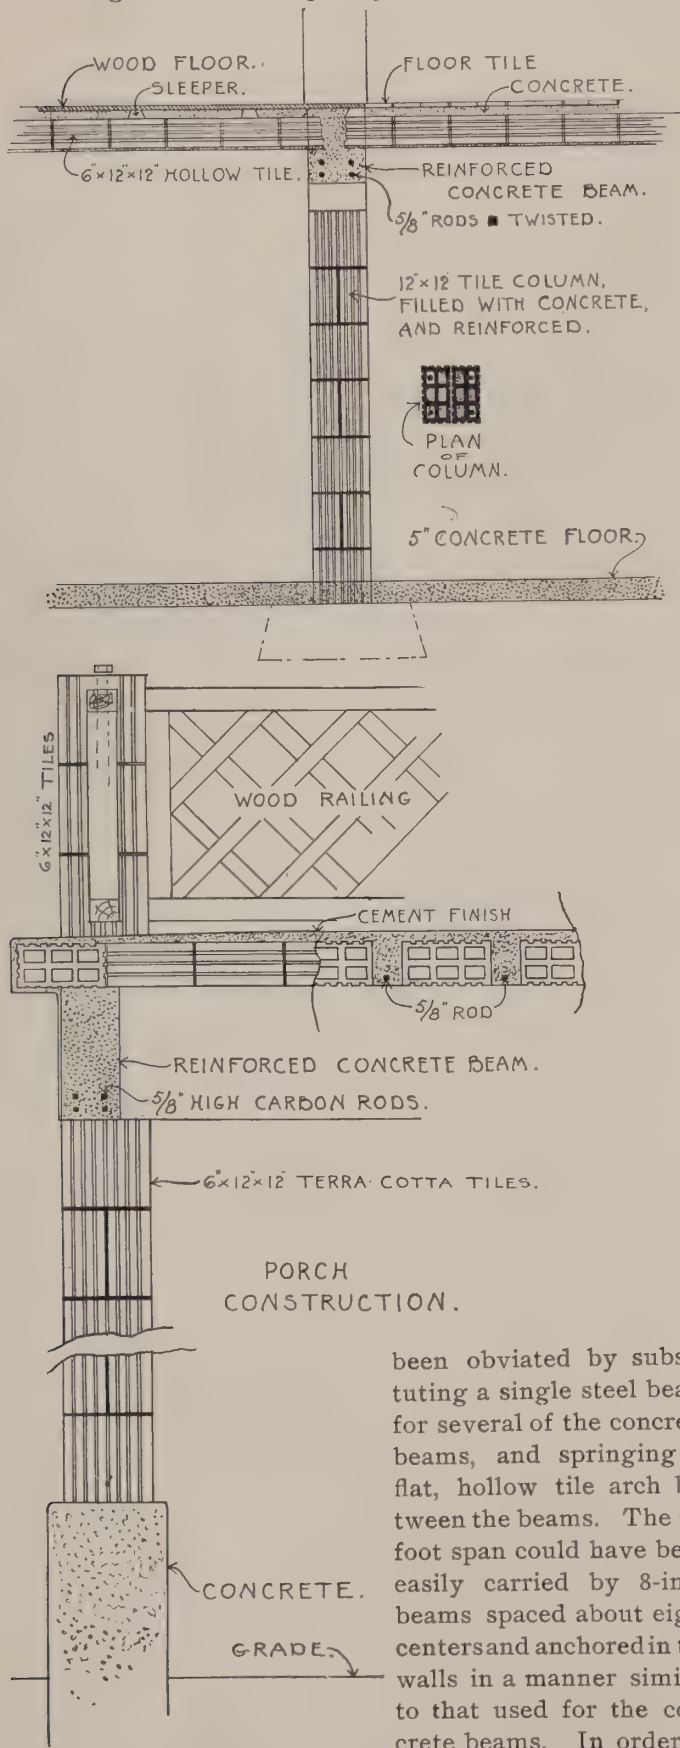 WOOD FLOOR.
SLEEPER.
FLOOR TILE
CONCRETE.
6"×12"×12" HOLLOW TILE.
REINFORCED
CONCRETE BEAM.
5/8" RODS ■ TWISTED.
12"×12" TILE COLUMN,
FILLED WITH CONCRETE,
AND REINFORCED.
PLAN
OF
COLUMN.
5" CONCRETE FLOOR.
6"×12"×12" TILES
WOOD RAILING
CEMENT FINISH
5/8" ROD
REINFORCED CONCRETE BEAM.
5/8" HIGH CARBON RODS.
6"×12"×12" TERRA COTTA TILES.
PORCH
CONSTRUCTION.
CONCRETE.
GRADE.
been obviated by subs
tuting a single steel bea
for several of the concre
beams, and springing
flat, hollow tile arch b
tween the beams. The
foot span could have be
easily carried by 8-in
beams spaced about eig
centers and anchored in t
walls in a manner simi
to that used for the co
crete beams. In order